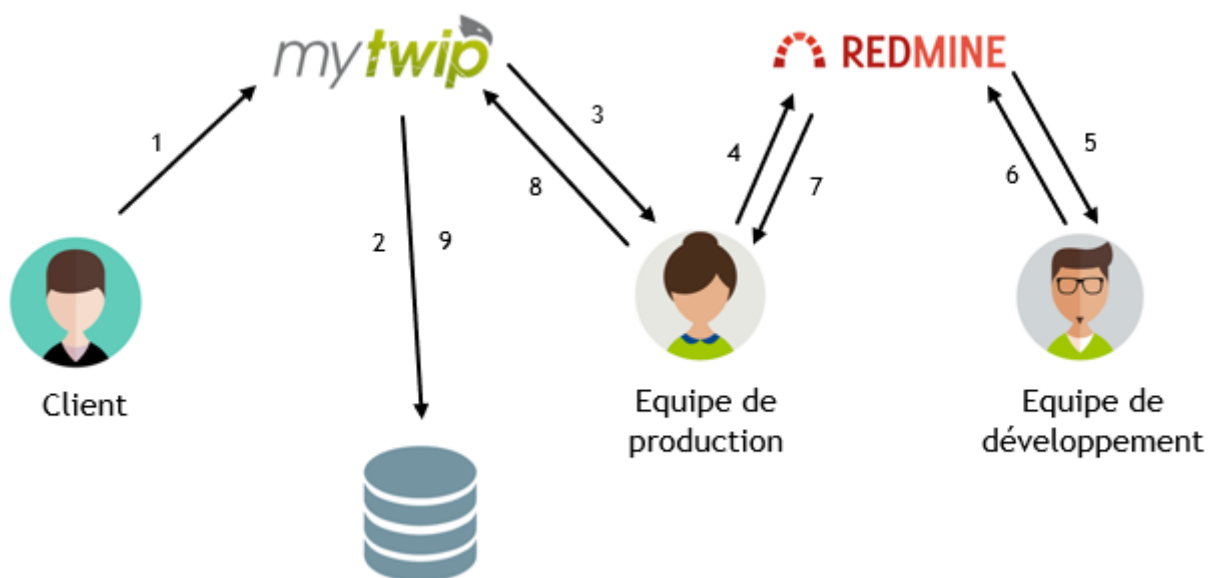 mytwip
REDMINE
1
3
4
5
8
7
6
2
9
Client
Equipe de
production
Equipe de
développement